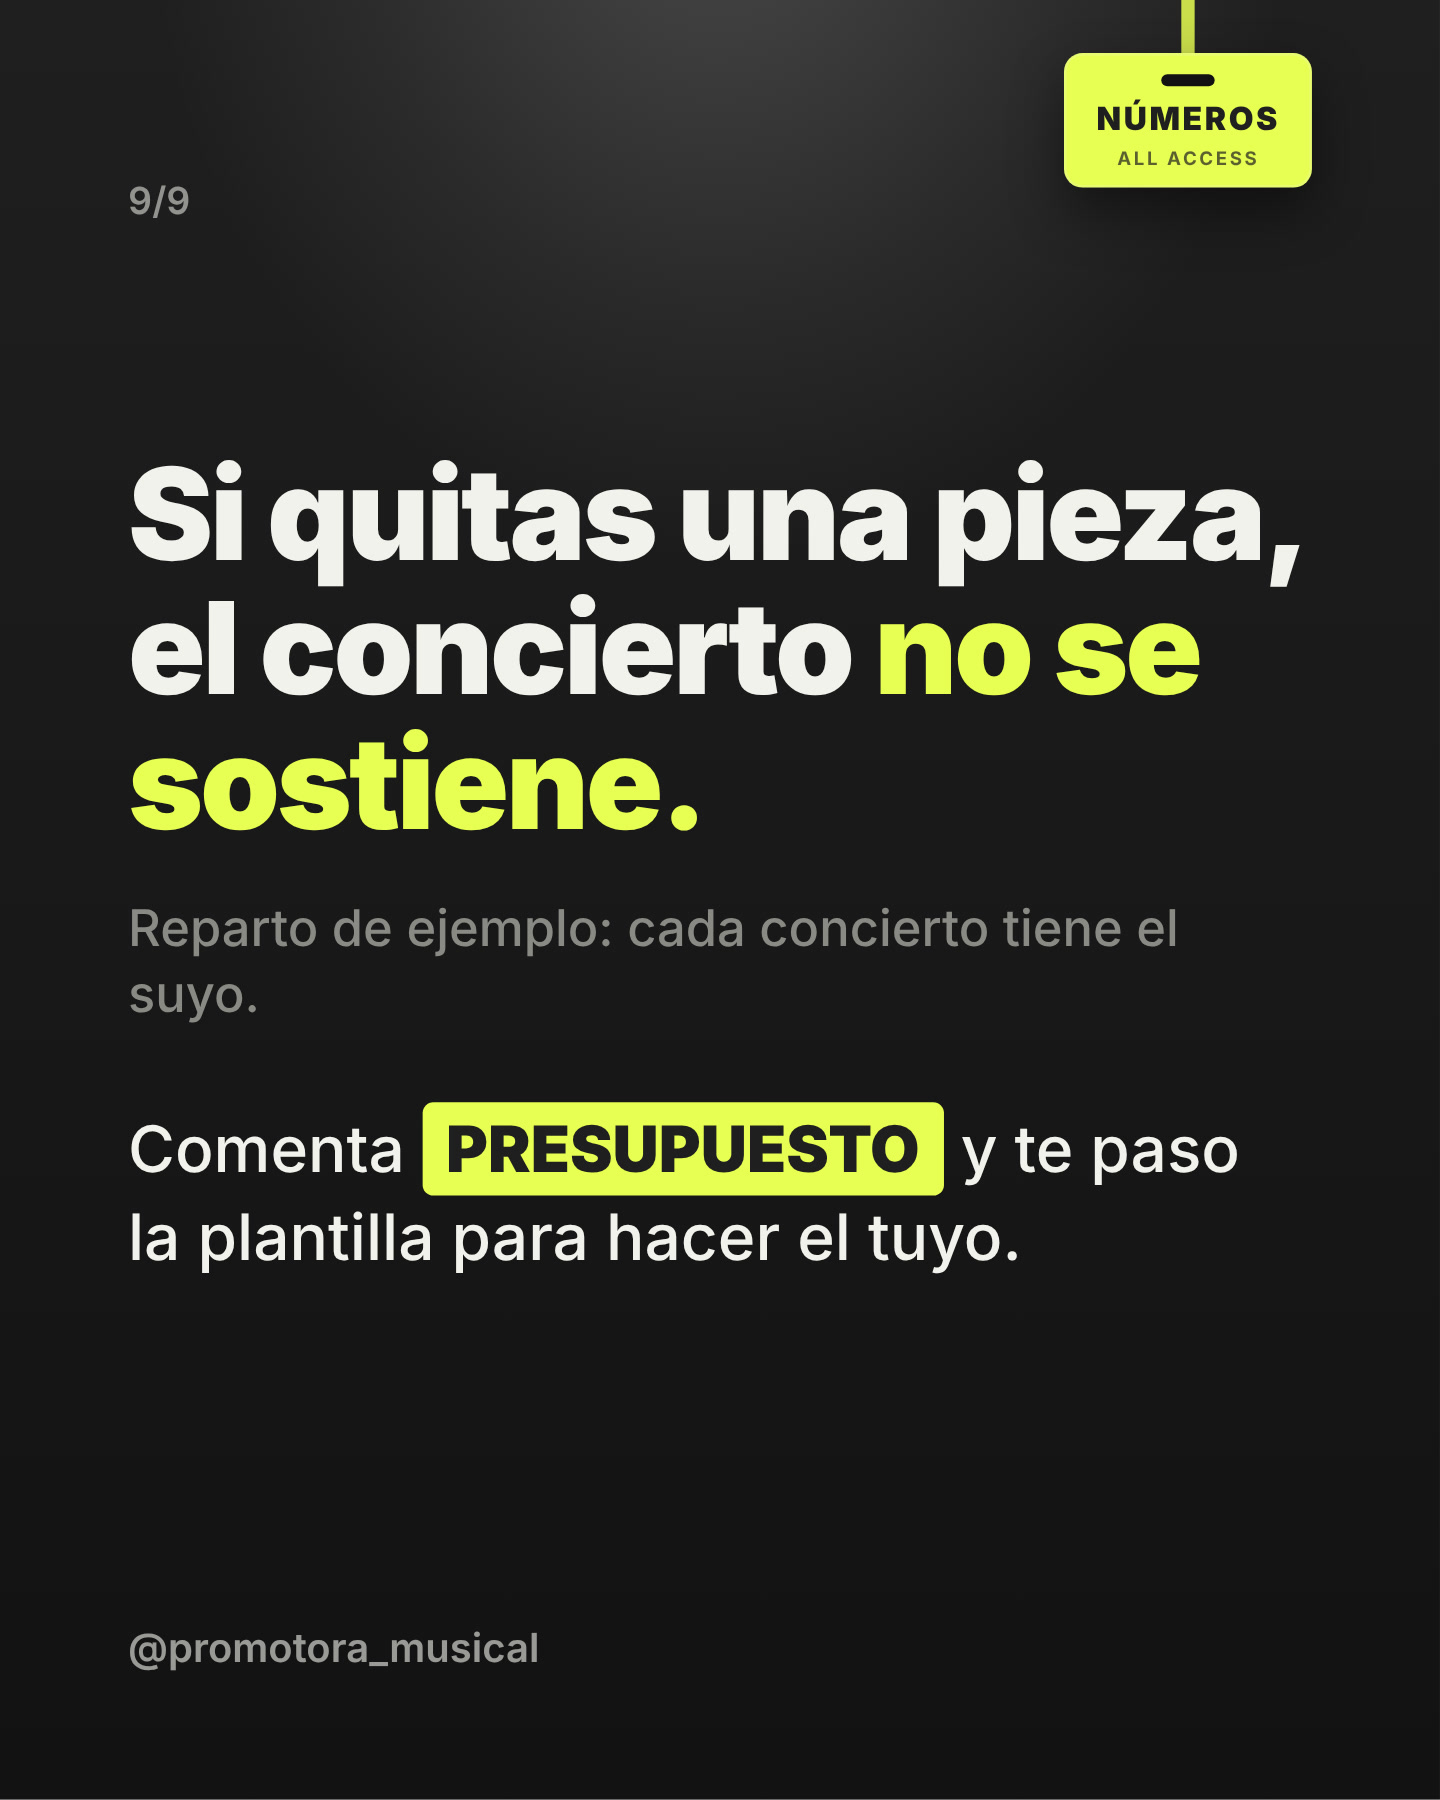 NÚMEROS
ALL ACCESS
9/9
Si quitas una pieza,
el concierto no se
sostiene.
Reparto de ejemplo: cada concierto tiene el
suyo.
Comenta PRESUPUESTO y te paso
la plantilla para hacer el tuyo.
@promotora_musical